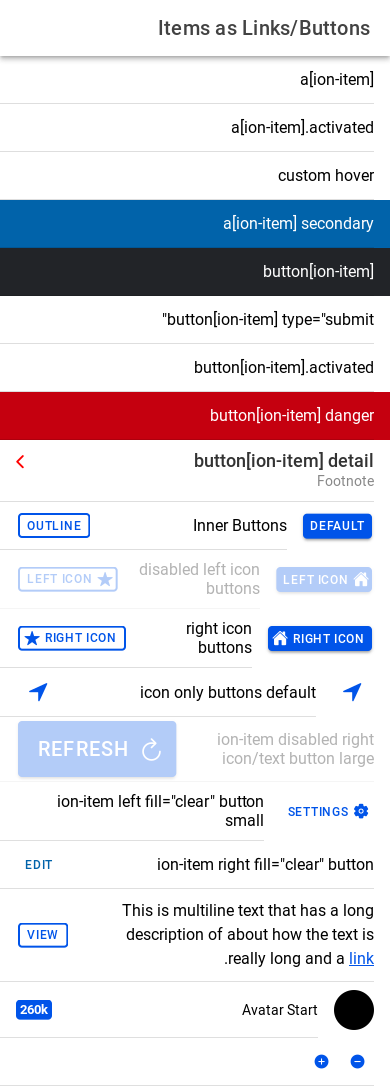 Items as Links/Buttons
a[ion-item]
a[ion-item].activated
custom hover
a[ion-item] secondary
button[ion-item]
"button[ion-item] type="submit
button[ion-item].activated
button[ion-item] danger
button[ion-item] detail
Footnote
OUTLINE
Inner Buttons
DEFAULT
LEFT ICON
disabled left icon
buttons
LEFT ICON
RIGHT ICON
right icon
buttons
RIGHT ICON
icon only buttons default
REFRESH
ion-item disabled right
icon/text button large
ion-item left fill="clear" button
small
SETTINGS
EDIT
ion-item right fill="clear" button
This is multiline text that has a long
description of about how the text is
.really long and a link
VIEW
260k
Avatar Start